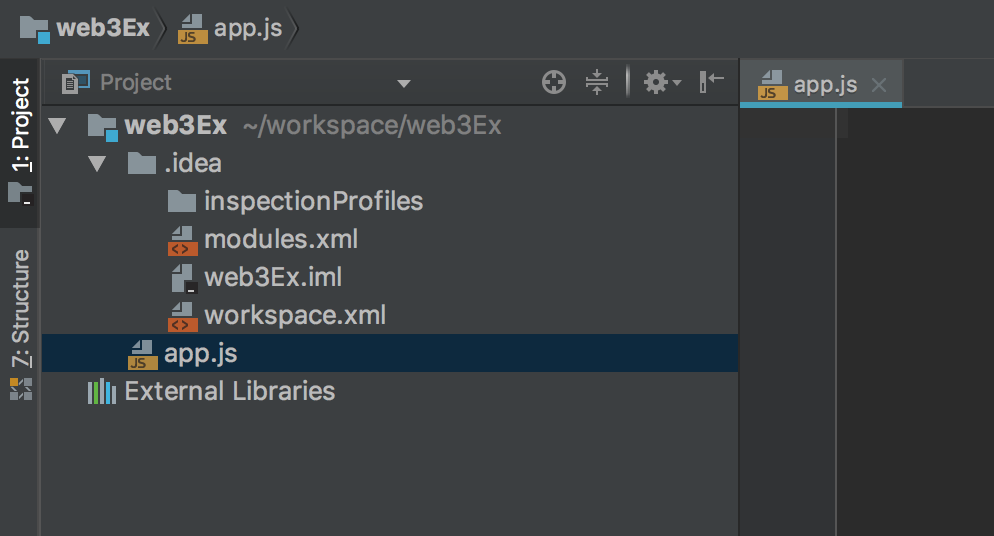 web3Ex app.js
Project
app.js
1: Project
web3Ex ~/workspace/web3Ex
.idea
inspectionProfiles
modules.xml
web3Ex.iml
workspace.xml
7: Structure
JS app.js
External Libraries